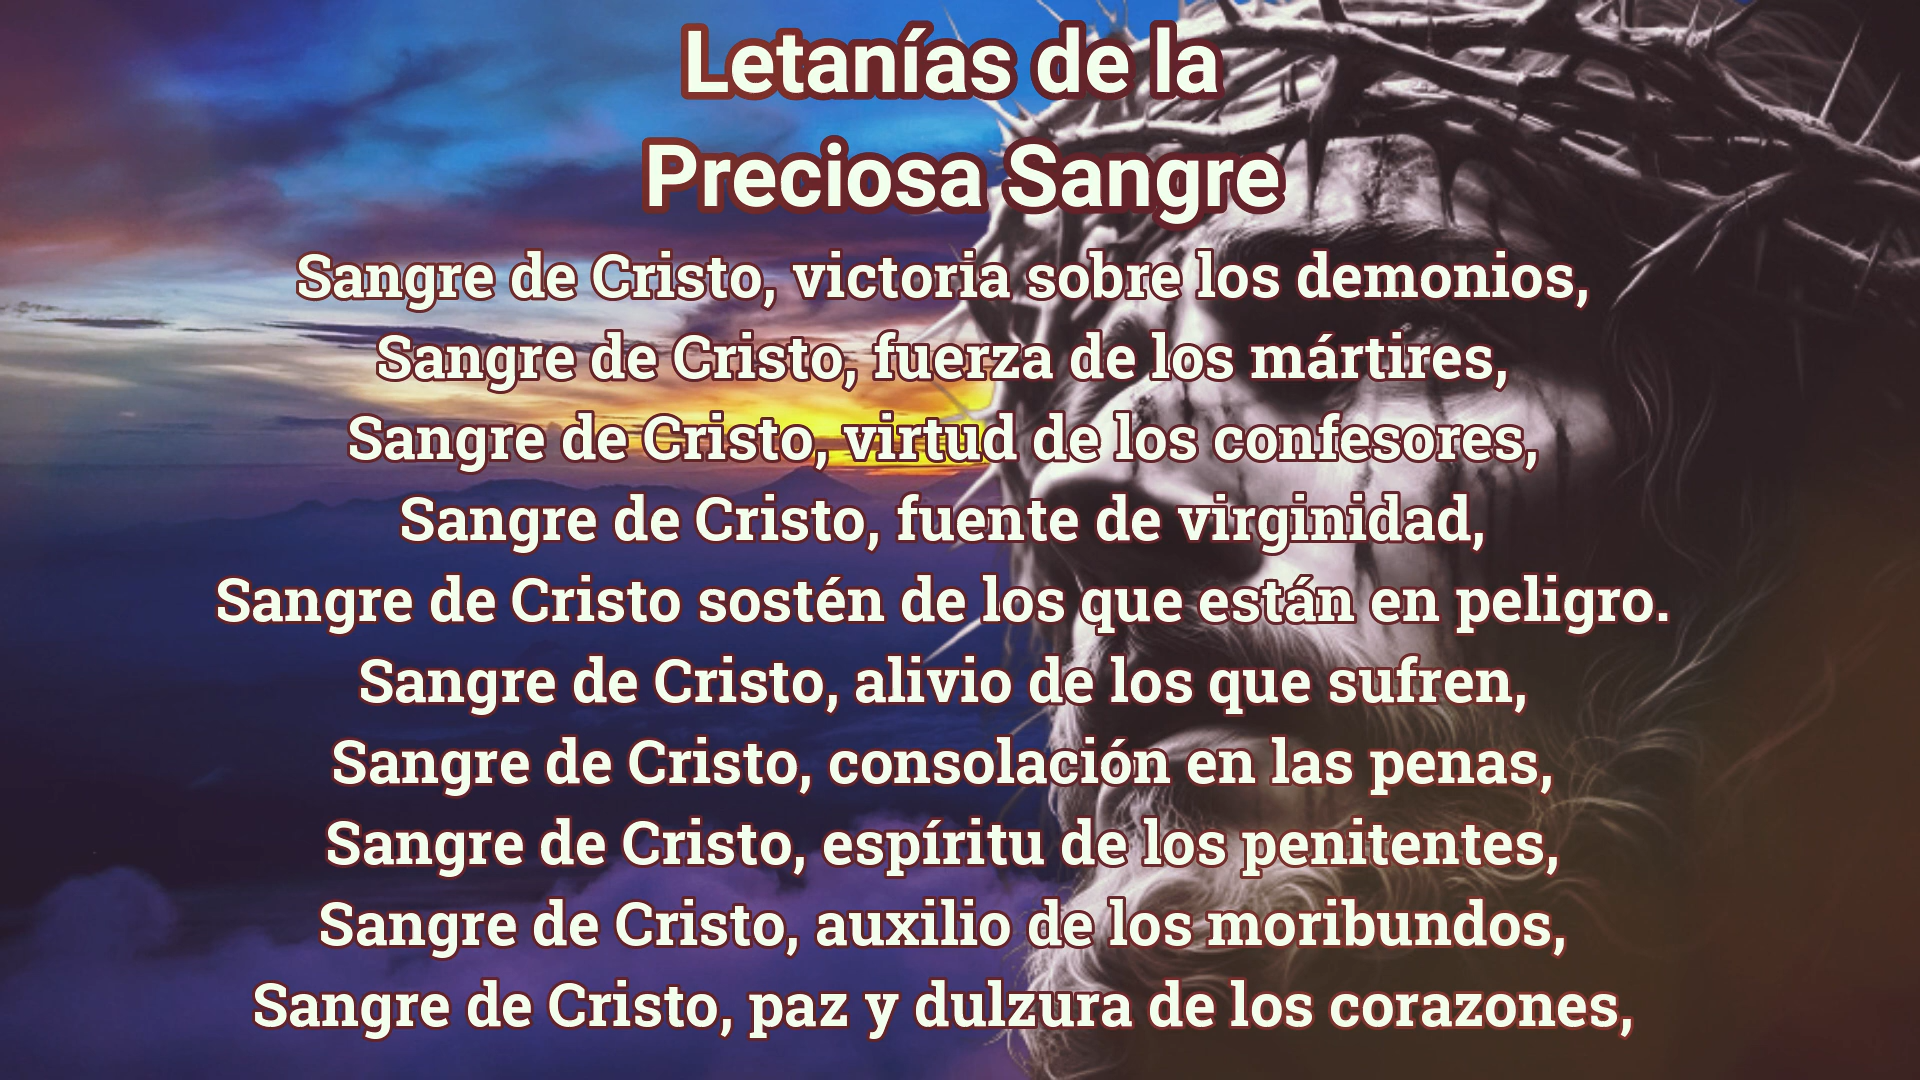 Letanías de la
Preciosa Sangre
Sangre de Cristo, victoria sobre los demonios,
Sangre de Cristo, fuerza de los mártires,
Sangre de Cristo, virtud de los confesores,
Sangre de Cristo, fuente de virginidad,
Sangre de Cristo sostén de los que están en peligro.
Sangre de Cristo, alivio de los que sufren,
Sangre de Cristo, consolación en las penas,
Sangre de Cristo, espíritu de los penitentes,
Sangre de Cristo, auxilio de los moribundos,
Sangre de Cristo, paz y dulzura de los corazones,